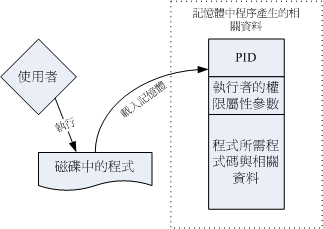 記憶體中程序產生的相
關資料
使用者
執行
磁碟中的程式
載入記憶體
PID
執行者的權
限屬性參數
程式所需程
式碼與相關
資料